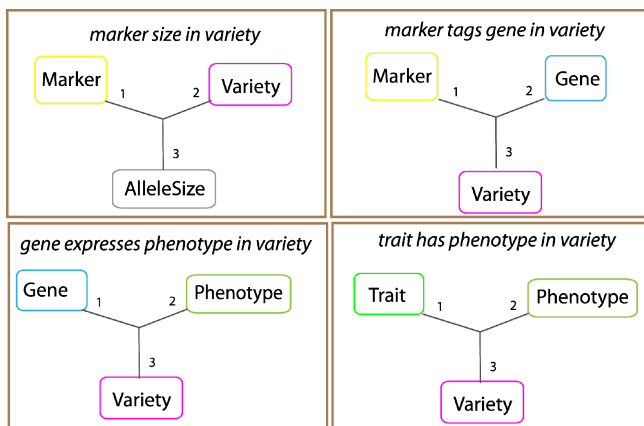 marker size in variety
Marker
Variety
1
2
3
AlleleSize
marker tags gene in variety
Marker
Gene
1
2
3
Variety
gene expresses phenotype in variety
Gene
Phenotype
1
2
3
Variety
trait has phenotype in variety
Trait
Phenotype
1
2
3
Variety